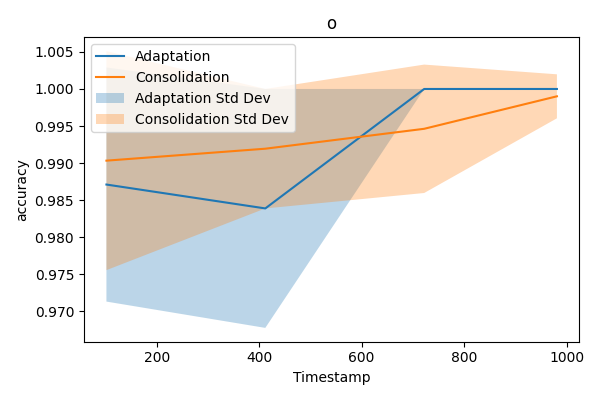 o
accuracy
1.005
1.000
0.995
0.990
0.985
0.980
0.975
0.970
Adaptation
Consolidation
Adaptation Std Dev
Consolidation Std Dev
200
400
600
800
1000
Timestamp